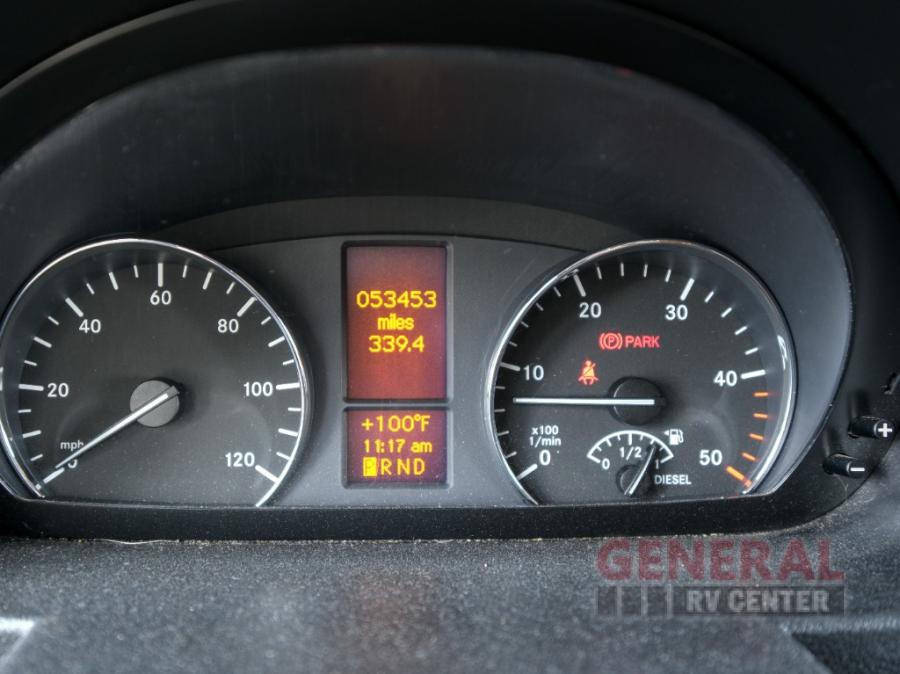 20
40
60
80
100
120
mph
0
053453
miles
339.4
+100°F
11:17 am
PRND
10
20
30
40
50
(P) PARK
x100
1/min
0
0
1/2
1
DIESEL
+
-
GENERAL
RV CENTER